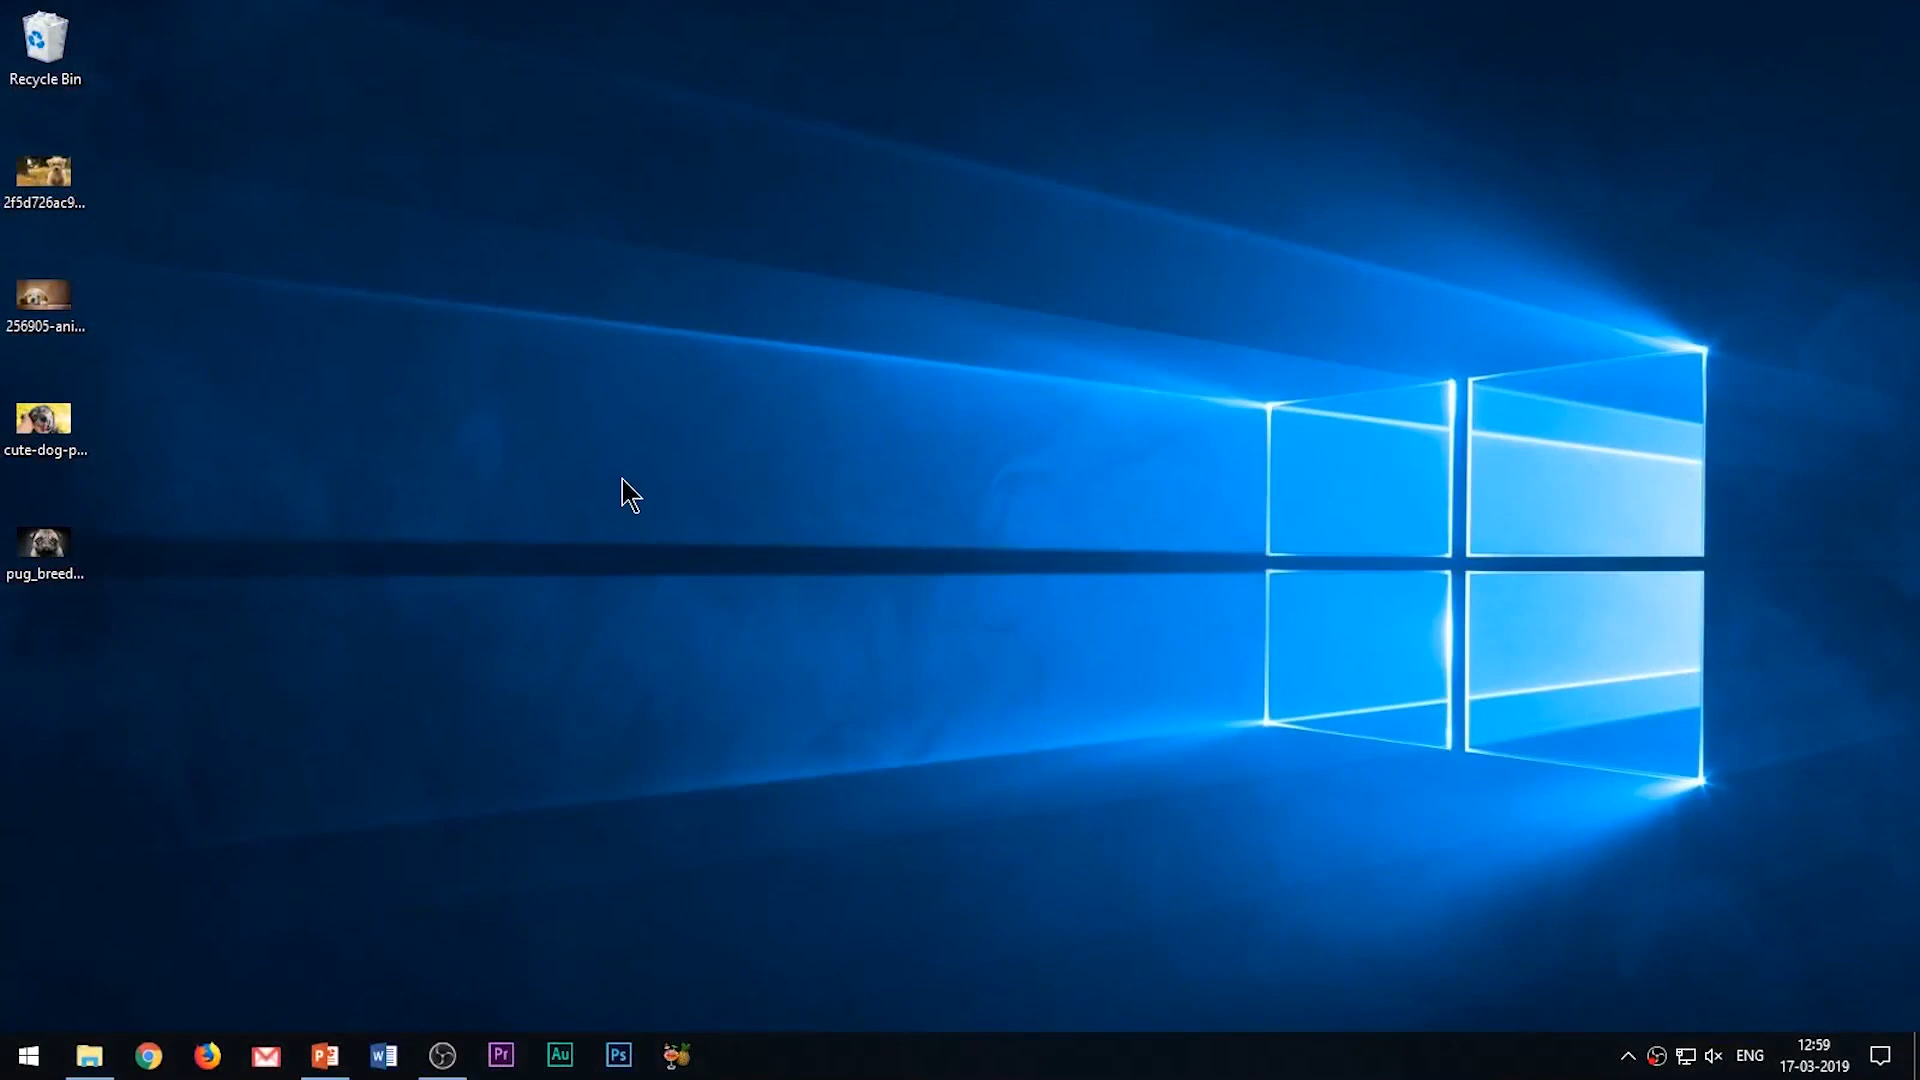 Recycle Bin
2f5d726ac9...
256905-ani...
cute-dog-p...
pug_breed...
Pr
Au
Ps
ENG
12:59
17-03-2019